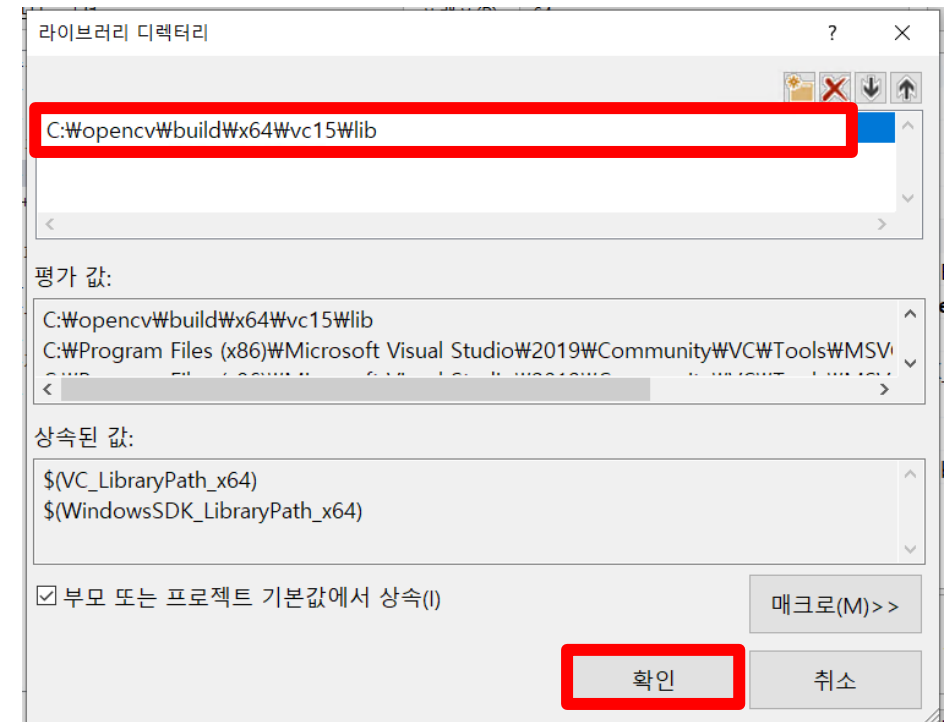 라이브러리 디렉터리
?
C:₩opencv₩build₩x64₩vc15₩lib
평가 값:
C:₩opencv₩build₩x64₩vc15₩lib
C:₩Program Files (x86)₩Microsoft Visual Studio₩2019₩Community₩VC₩Tools₩MSV
상속된 값:
$(VC_LibraryPath_x64)
$(WindowsSDK_LibraryPath_x64)
부모 또는 프로젝트 기본값에서 상속(I)
매크로(M)>>
확인
취소